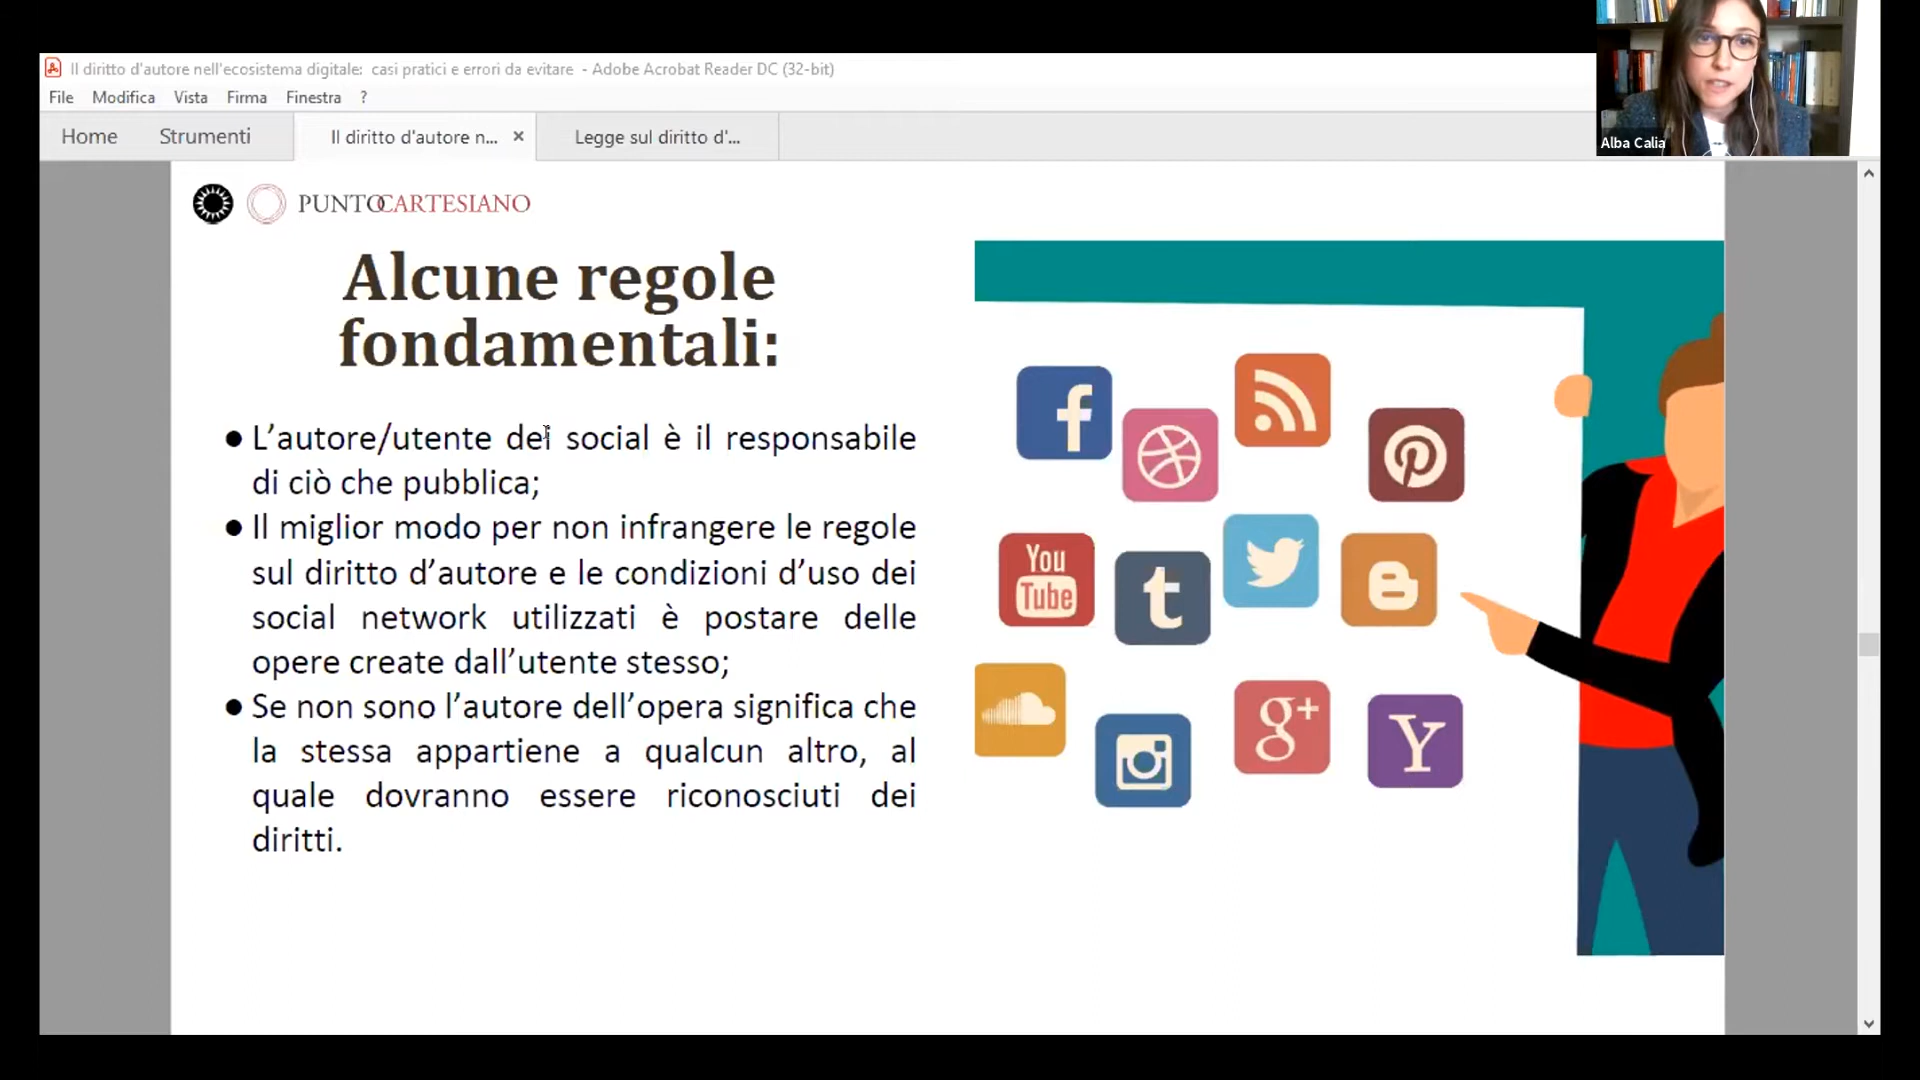 Il diritto d'autore nell'ecosistema digitale: casi pratici e errori da evitare - Adobe Acrobat Reader DC (32-bit)
File Modifica Vista Firma Finestra ?
Home Strumenti Il diritto d'autore n... × Legge sul diritto d'...
Alba Calia
PUNTOCARTESIANO
Alcune regole
fondamentali:
● L’autore/utente dei social è il responsabile
di ciò che pubblica;
● Il miglior modo per non infrangere le regole
sul diritto d’autore e le condizioni d’uso dei
social network utilizzati è postare delle
opere create dall’utente stesso;
● Se non sono l’autore dell’opera significa che
la stessa appartiene a qualcun altro, al
quale dovranno essere riconosciuti dei
diritti.
f
You
Tube
t
B
g+
Y